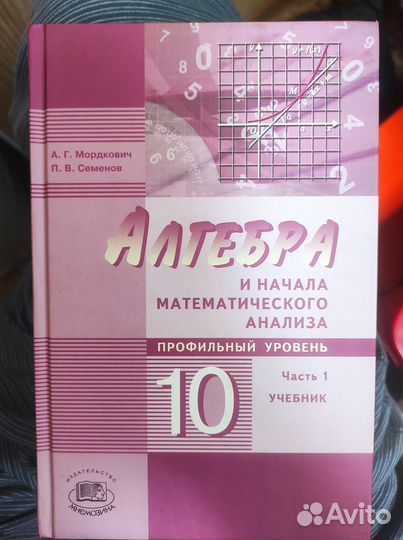 А. Г. Мордкович
П. В. Семенов
АЛГЕБРА
И НАЧАЛА
МАТЕМАТИЧЕСКОГО
АНАЛИЗА
ПРОФИЛЬНЫЙ УРОВЕНЬ
10
Часть 1
УЧЕБНИК
ИЗДАТЕЛЬСТВО
МНЕМОЗИНА
Avito